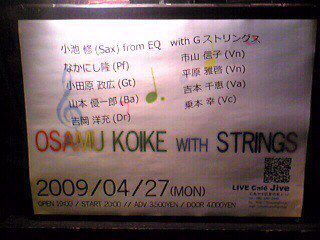 小池 修 (Sax) from EQ with G ストリングス
なかにし隆 (Pf) 市山 信子 (Vn)
小田原 政広 (Gt) 平原 雅啓 (Vn)
山本 優一郎 (Ba) 吉本 千恵 (Va)
吉岡 洋充 (Dr) 乗本 幸 (Vc)
OSAMU KOIKE WITH STRINGS
2009/04/27(MON)
LIVE Café Jive
OPEN 19:00 / START 20:00 // ADV 3,500YEN / DOOR 4,000YEN